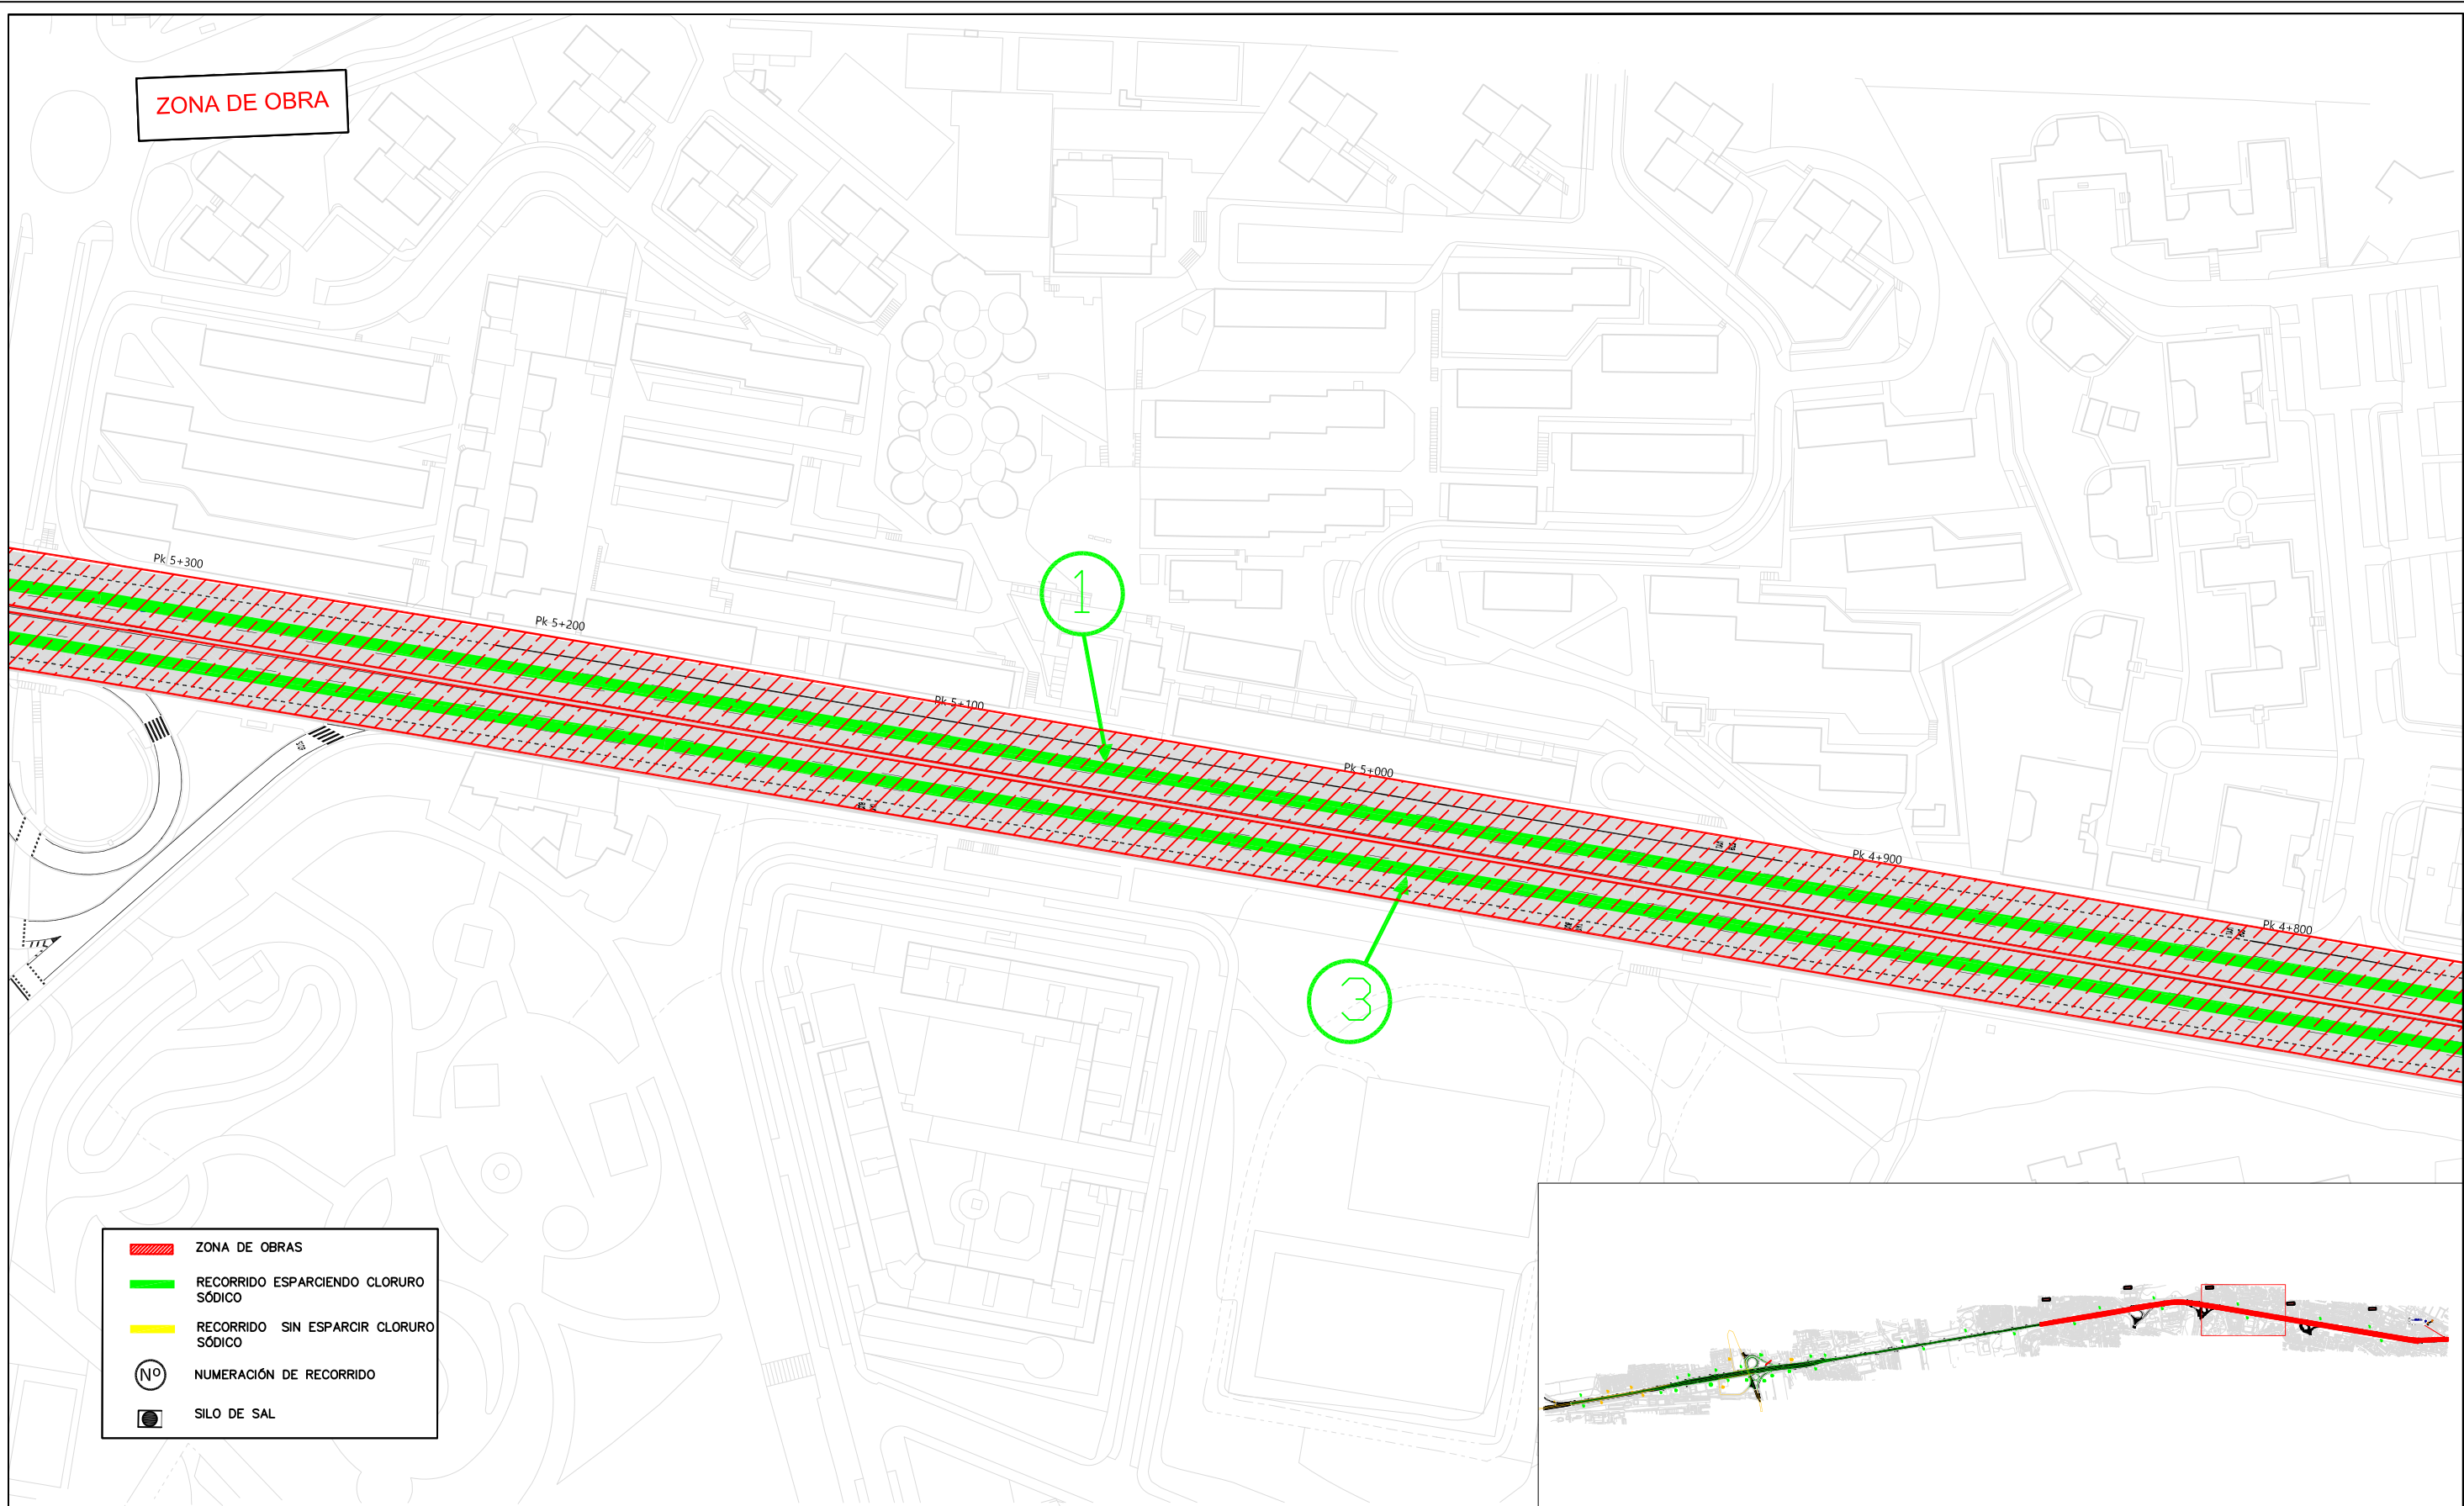 ZONA DE OBRA
Pk 5+300
Pk 5+200
1
Pk 5+100
STOP
Pk 5+000
Pk 4+900
Pk 4+800
3
ZONA DE OBRAS
RECORRIDO ESPARCIENDO CLORURO
SÓDICO
RECORRIDO SIN ESPARCIR CLORURO
SÓDICO
Nº
NUMERACIÓN DE RECORRIDO
SILO DE SAL